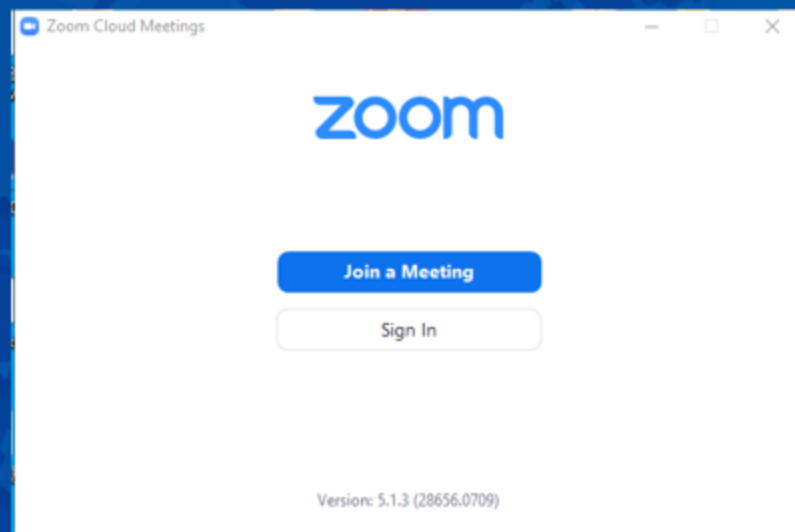 Zoom Cloud Meetings
zoom
Join a Meeting
Sign In
Version: 5.1.3 (28656.0709)